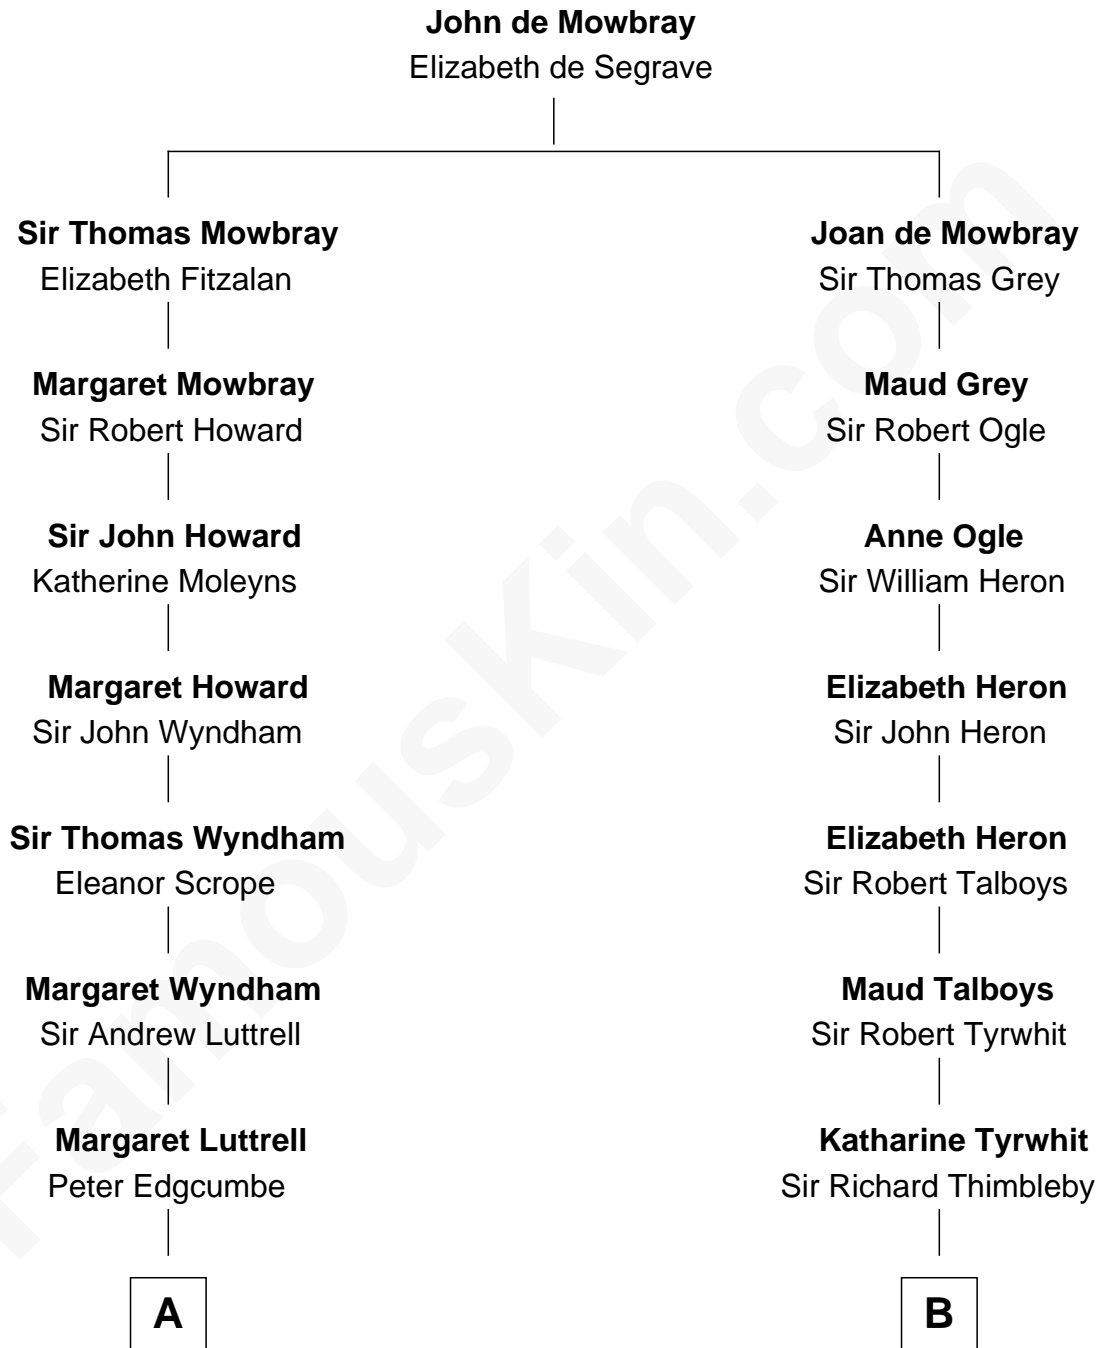 John de Mowbray
Elizabeth de Segrave
Sir Thomas Mowbray
Elizabeth Fitzalan
Joan de Mowbray
Sir Thomas Grey
Margaret Mowbray
Sir Robert Howard
Maud Grey
Sir Robert Ogle
Sir John Howard
Katherine Moleyns
Anne Ogle
Sir William Heron
Margaret Howard
Sir John Wyndham
Elizabeth Heron
Sir John Heron
Sir Thomas Wyndham
Eleanor Scrope
Elizabeth Heron
Sir Robert Talboys
Margaret Wyndham
Sir Andrew Luttrell
Maud Talboys
Sir Robert Tyrwhit
Margaret Luttrell
Peter Edgcumbe
Katharine Tyrwhit
Sir Richard Thimbleby
A
B
FamousKin.com